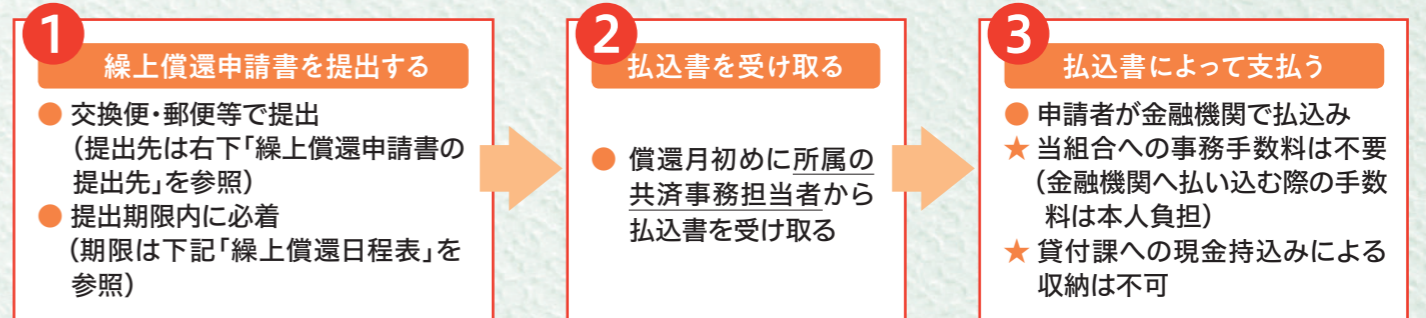 1
繰上償還申請書を提出する
● 交換便・郵便等で提出
(提出先は右下「繰上償還申請書の
提出先」を参照)
● 提出期限内に必着
(期限は下記「繰上償還日程表」を
参照)
2
払込書を受け取る
● 償還月初めに所属の
共済事務担当者から
払込書を受け取る
3
払込書によって支払う
● 申請者が金融機関で払込み
★ 当組合への事務手数料は不要
(金融機関へ払い込む際の手数
料は本人負担)
★ 貸付課への現金持込みによる
収納は不可